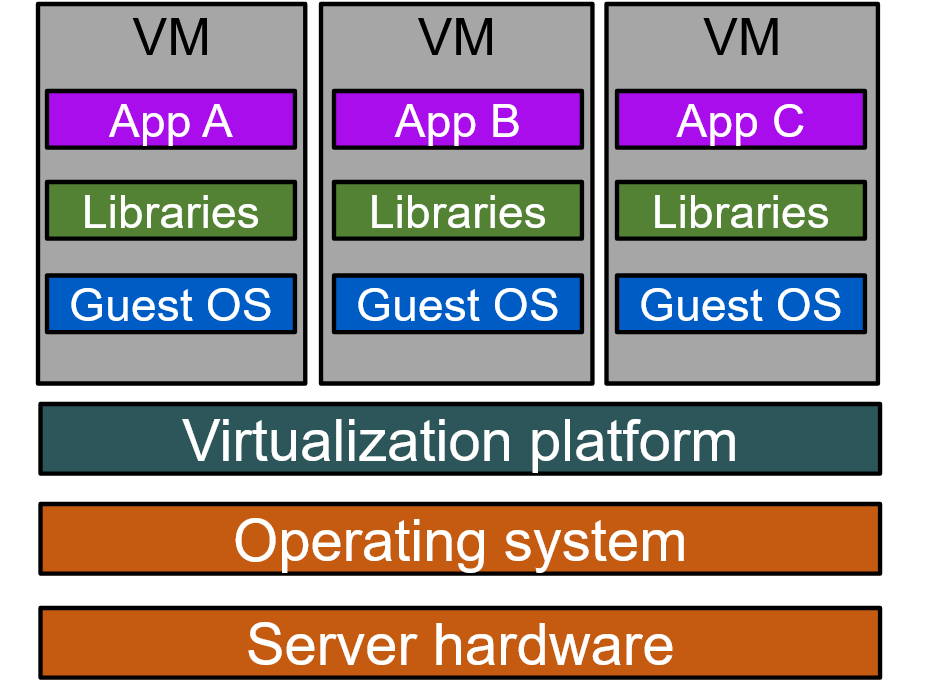 VM VM VM
App A App B App C
Libraries Libraries Libraries
Guest OS Guest OS Guest OS
Virtualization platform
Operating system
Server hardware